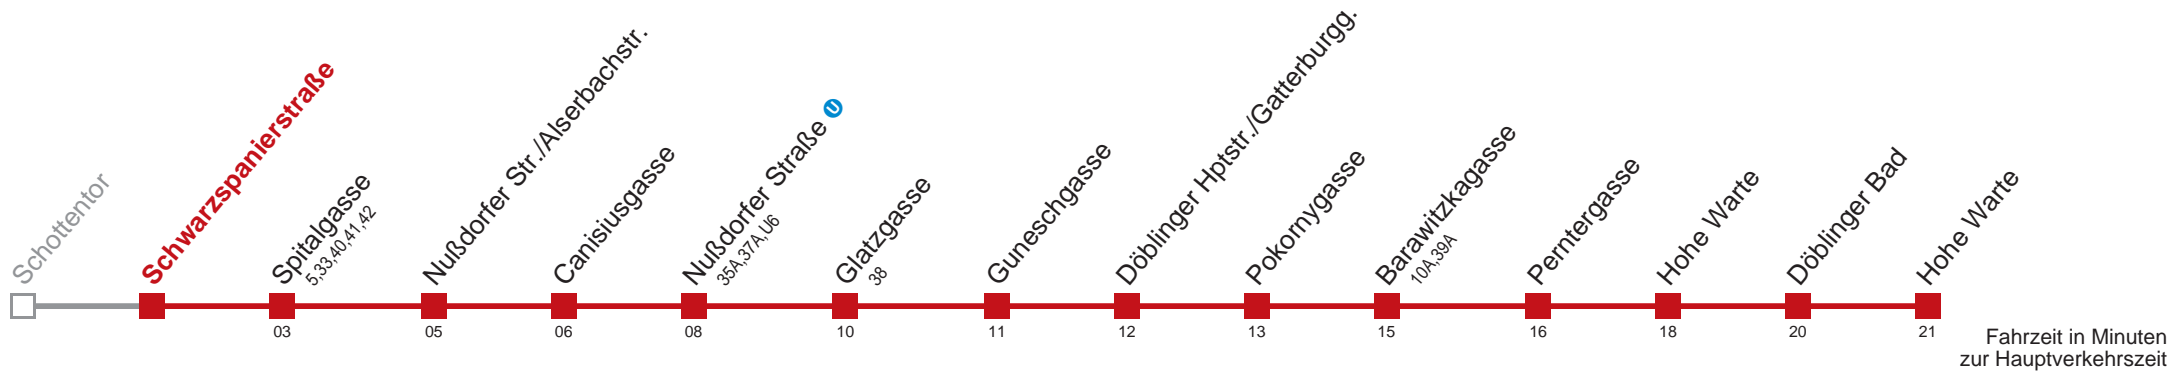 Schottentor
Schwarzspanierstraße
Spitalgasse
5,33,40,41,42
Nußdorfer Str./Alserbachstr.
Canisiusgasse
Nußdorfer Straße U
35A,37A,U6
Glatzgasse
38
Guneschgasse
Döblinger Hptstr./Gatterburgg.
Pokornygasse
Barawitzkagasse
10A,39A
Perntergasse
Hohe Warte
Döblinger Bad
Hohe Warte
03
05
06
08
10
11
12
13
15
16
18
20
21
Fahrzeit in Minuten
zur Hauptverkehrszeit